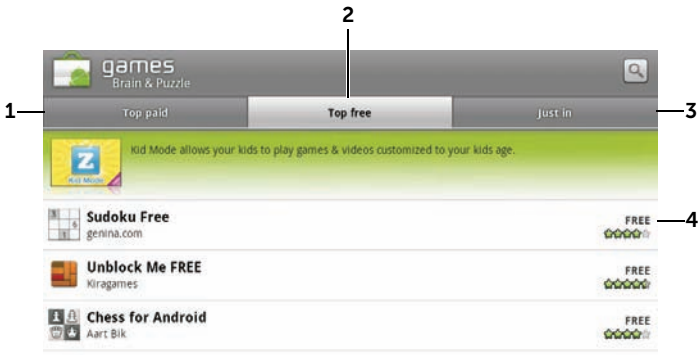 2
games
Brain & Puzzle
1
Top paid
Top free
Just in
3
Z
Kid Mode
Kid Mode allows your kids to play games & videos customized to your kids age.
Sudoku Free
genina.com
FREE
4
Unblock Me FREE
Kiragames
FREE
Chess for Android
Aart Bik
FREE